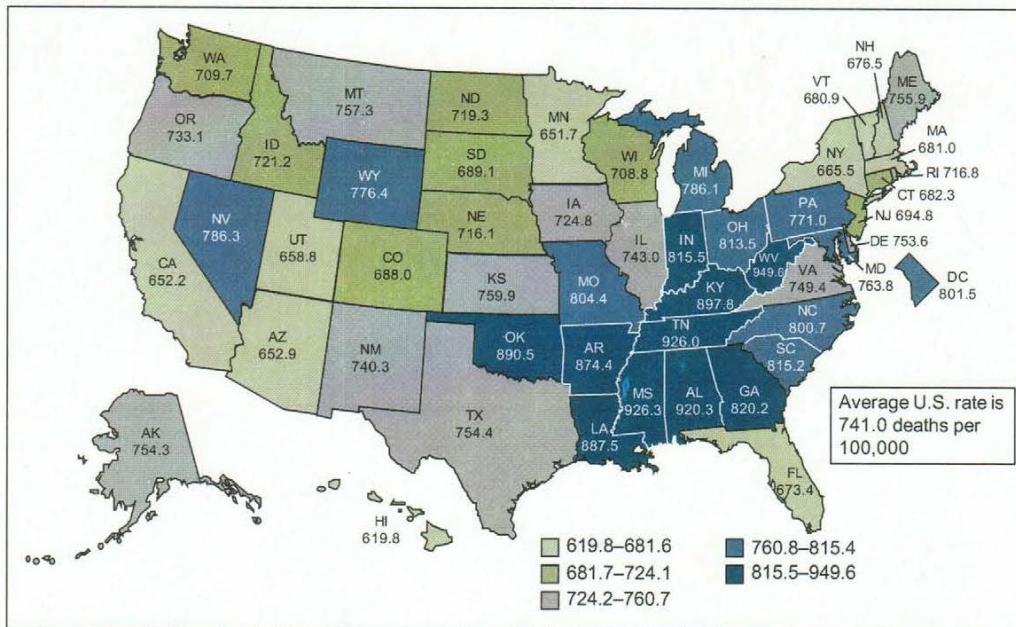 WA
709.7
MT
757.3
ND
719.3
MN
651.7
OR
733.1
ID
721.2
SD
689.1
WI
708.8
WY
776.4
MI
786.1
NH
676.5
VT
680.9
ME
755.9
MA
681.0
NY
665.5
RI 716.8
CT 682.3
NJ 694.8
PA
771.0
DE 753.6
MD
763.8
DC
801.5
NV
786.3
UT
658.8
CO
688.0
NE
716.1
IA
724.8
IL
743.0
IN
815.5
OH
813.5
WV
949.6
VA
749.4
CA
652.2
KS
759.9
MO
804.4
KY
897.8
NC
800.7
TN
926.0
SC
815.2
AZ
652.9
NM
740.3
OK
890.5
AR
874.4
MS
926.3
AL
920.3
GA
820.2
TX
754.4
LA
887.5
FL
673.4
AK
754.3
HI
619.8
Average U.S. rate is
741.0 deaths per
100,000
619.8–681.6
681.7–724.1
724.2–760.7
760.8–815.4
815.5–949.6